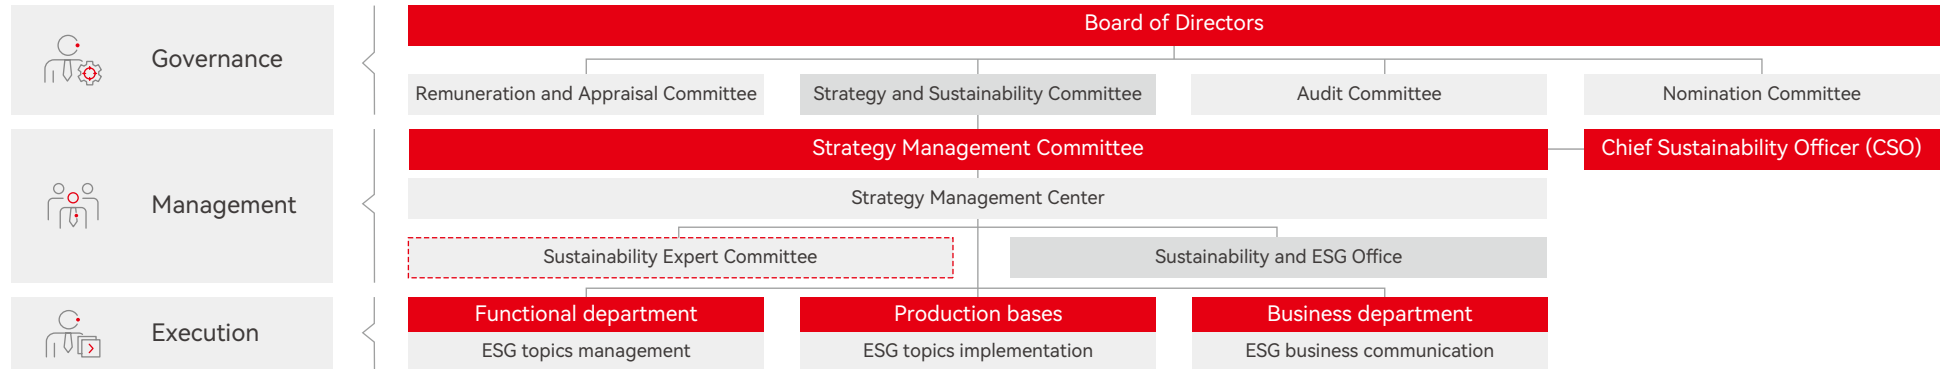 Governance
Board of Directors
Remuneration and Appraisal Committee
Strategy and Sustainability Committee
Audit Committee
Nomination Committee
Management
Strategy Management Committee
Chief Sustainability Officer (CSO)
Strategy Management Center
Sustainability Expert Committee
Sustainability and ESG Office
Execution
Functional department
Production bases
Business department
ESG topics management
ESG topics implementation
ESG business communication